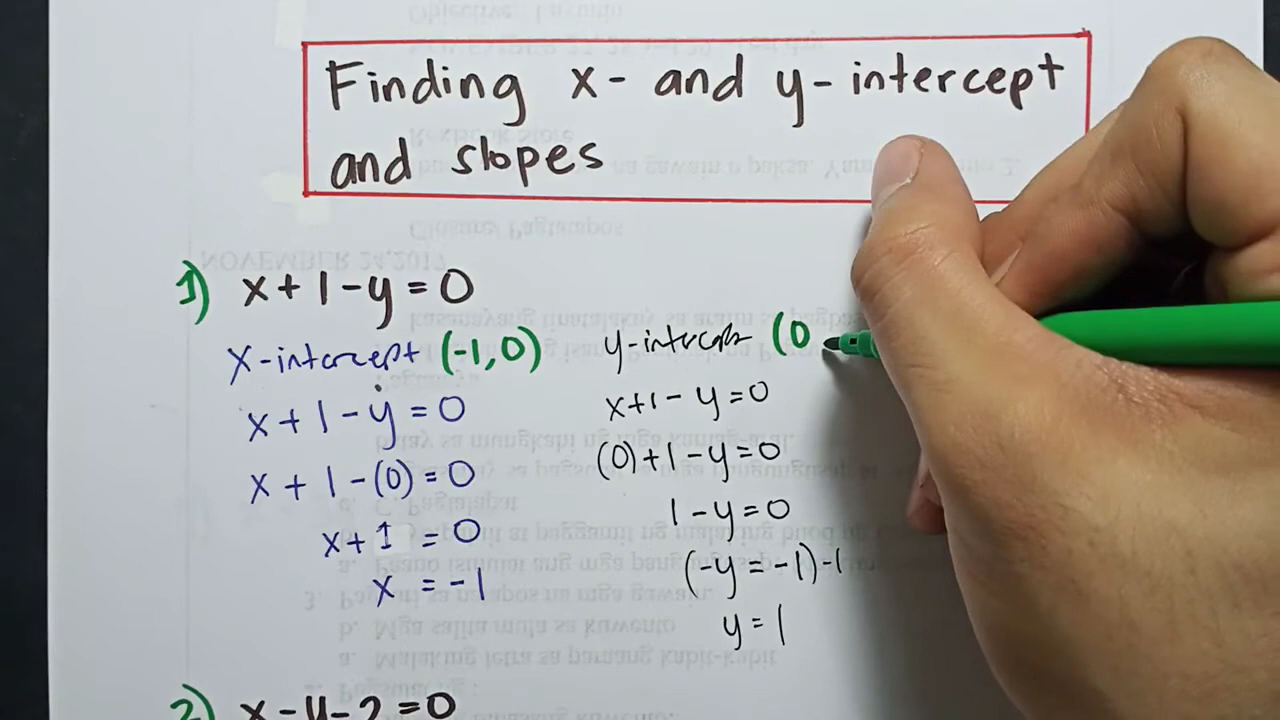 Finding x- and y-intercept
and slopes
1) x+1-y=0
x-intercept (-1,0)
x+1-y=0
x+1-(0)=0
x+1=0
x=-1
y-intercept (0
x+1-y=0
(0)+1-y=0
1-y=0
(-y=-1)-1
y=1
2) x-y-2=0